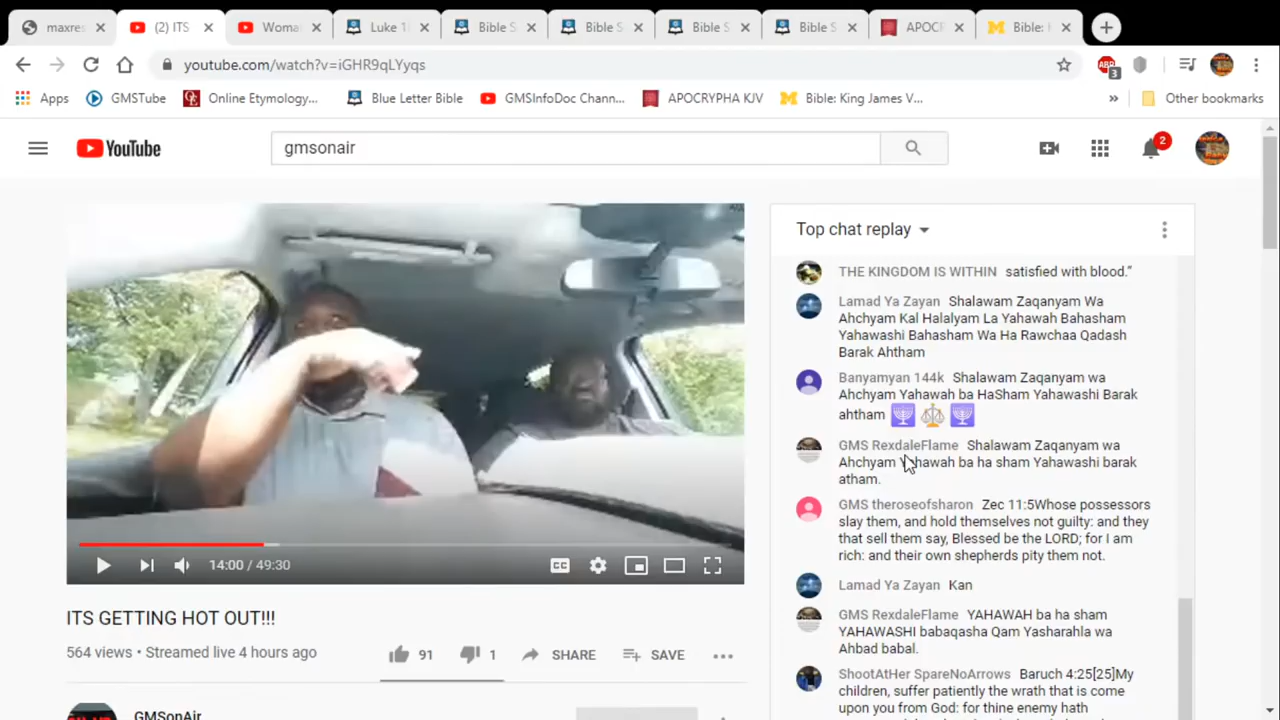 maxres
(2) ITS
Woma
Luke 1
Bible S
Bible S
Bible S
Bible S
APOCR
Bible:
youtube.com/watch?v=iGHR9qLYyqs
3
Apps
GMSTube
Online Etymology...
Blue Letter Bible
GMSInfoDoc Chann...
APOCRYPHA KJV
Bible: King James V...
»
Other bookmarks
YouTube
gmsonair
2
Top chat replay
THE KINGDOM IS WITHIN satisfied with blood.”
Lamad Ya Zayan Shalawam Zaqanyam Wa
Ahchyam Kal Halalyam La Yahawah Bahasham
Yahawashi Bahasham Wa Ha Rawchaa Qadash
Barak Ahtham
Banyamyan 144k Shalawam Zaqanyam wa
Ahchyam Yahawah ba HaSham Yahawashi Barak
ahtham
GMS RexdaleFlame Shalawam Zaqanyam wa
Ahchyam Yahawah ba ha sham Yahawashi barak
atham.
GMS theroseofsharon Zec 11:5Whose possessors
slay them, and hold themselves not guilty: and they
that sell them say, Blessed be the LORD; for I am
rich: and their own shepherds pity them not.
Lamad Ya Zayan Kan
GMS RexdaleFlame YAHAWAH ba ha sham
YAHAWASHI babaqasha Qam Yasharahla wa
Ahbad babal.
ShootAtHer SpareNoArrows Baruch 4:25[25]My
children, suffer patiently the wrath that is come
upon you from God: for thine enemy hath
14:00 / 49:30
CC
ITS GETTING HOT OUT!!!
564 views • Streamed live 4 hours ago
91
1
SHARE
SAVE
GMSonAir